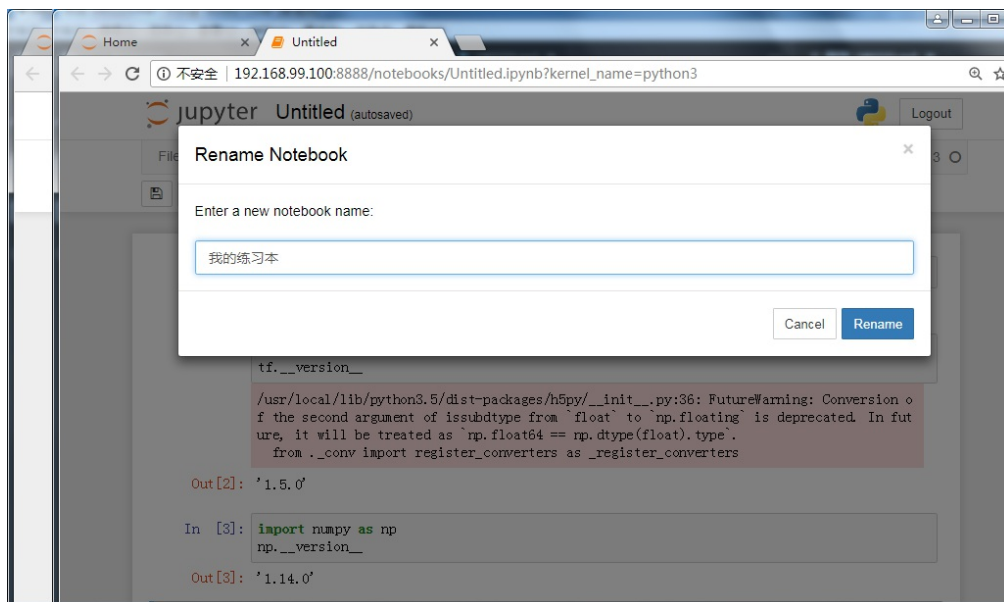 Home
Untitled
不安全 | 192.168.99.100:8888/notebooks/Untitled.ipynb?kernel_name=python3
jupyter Untitled (autosaved)
Logout
File
3
Rename Notebook
×
Enter a new notebook name:
我的练习本
Cancel
Rename
tf.__version__
/usr/local/lib/python3.5/dist-packages/h5py/__init__.py:36: FutureWarning: Conversion o
f the second argument of issubdtype from `float` to `np.floating` is deprecated. In fut
ure, it will be treated as `np.float64 == np.dtype(float).type`.
from ._conv import register_converters as _register_converters
Out[2]: '1.5.0'
In [3]: import numpy as np
np.__version__
Out[3]: '1.14.0'